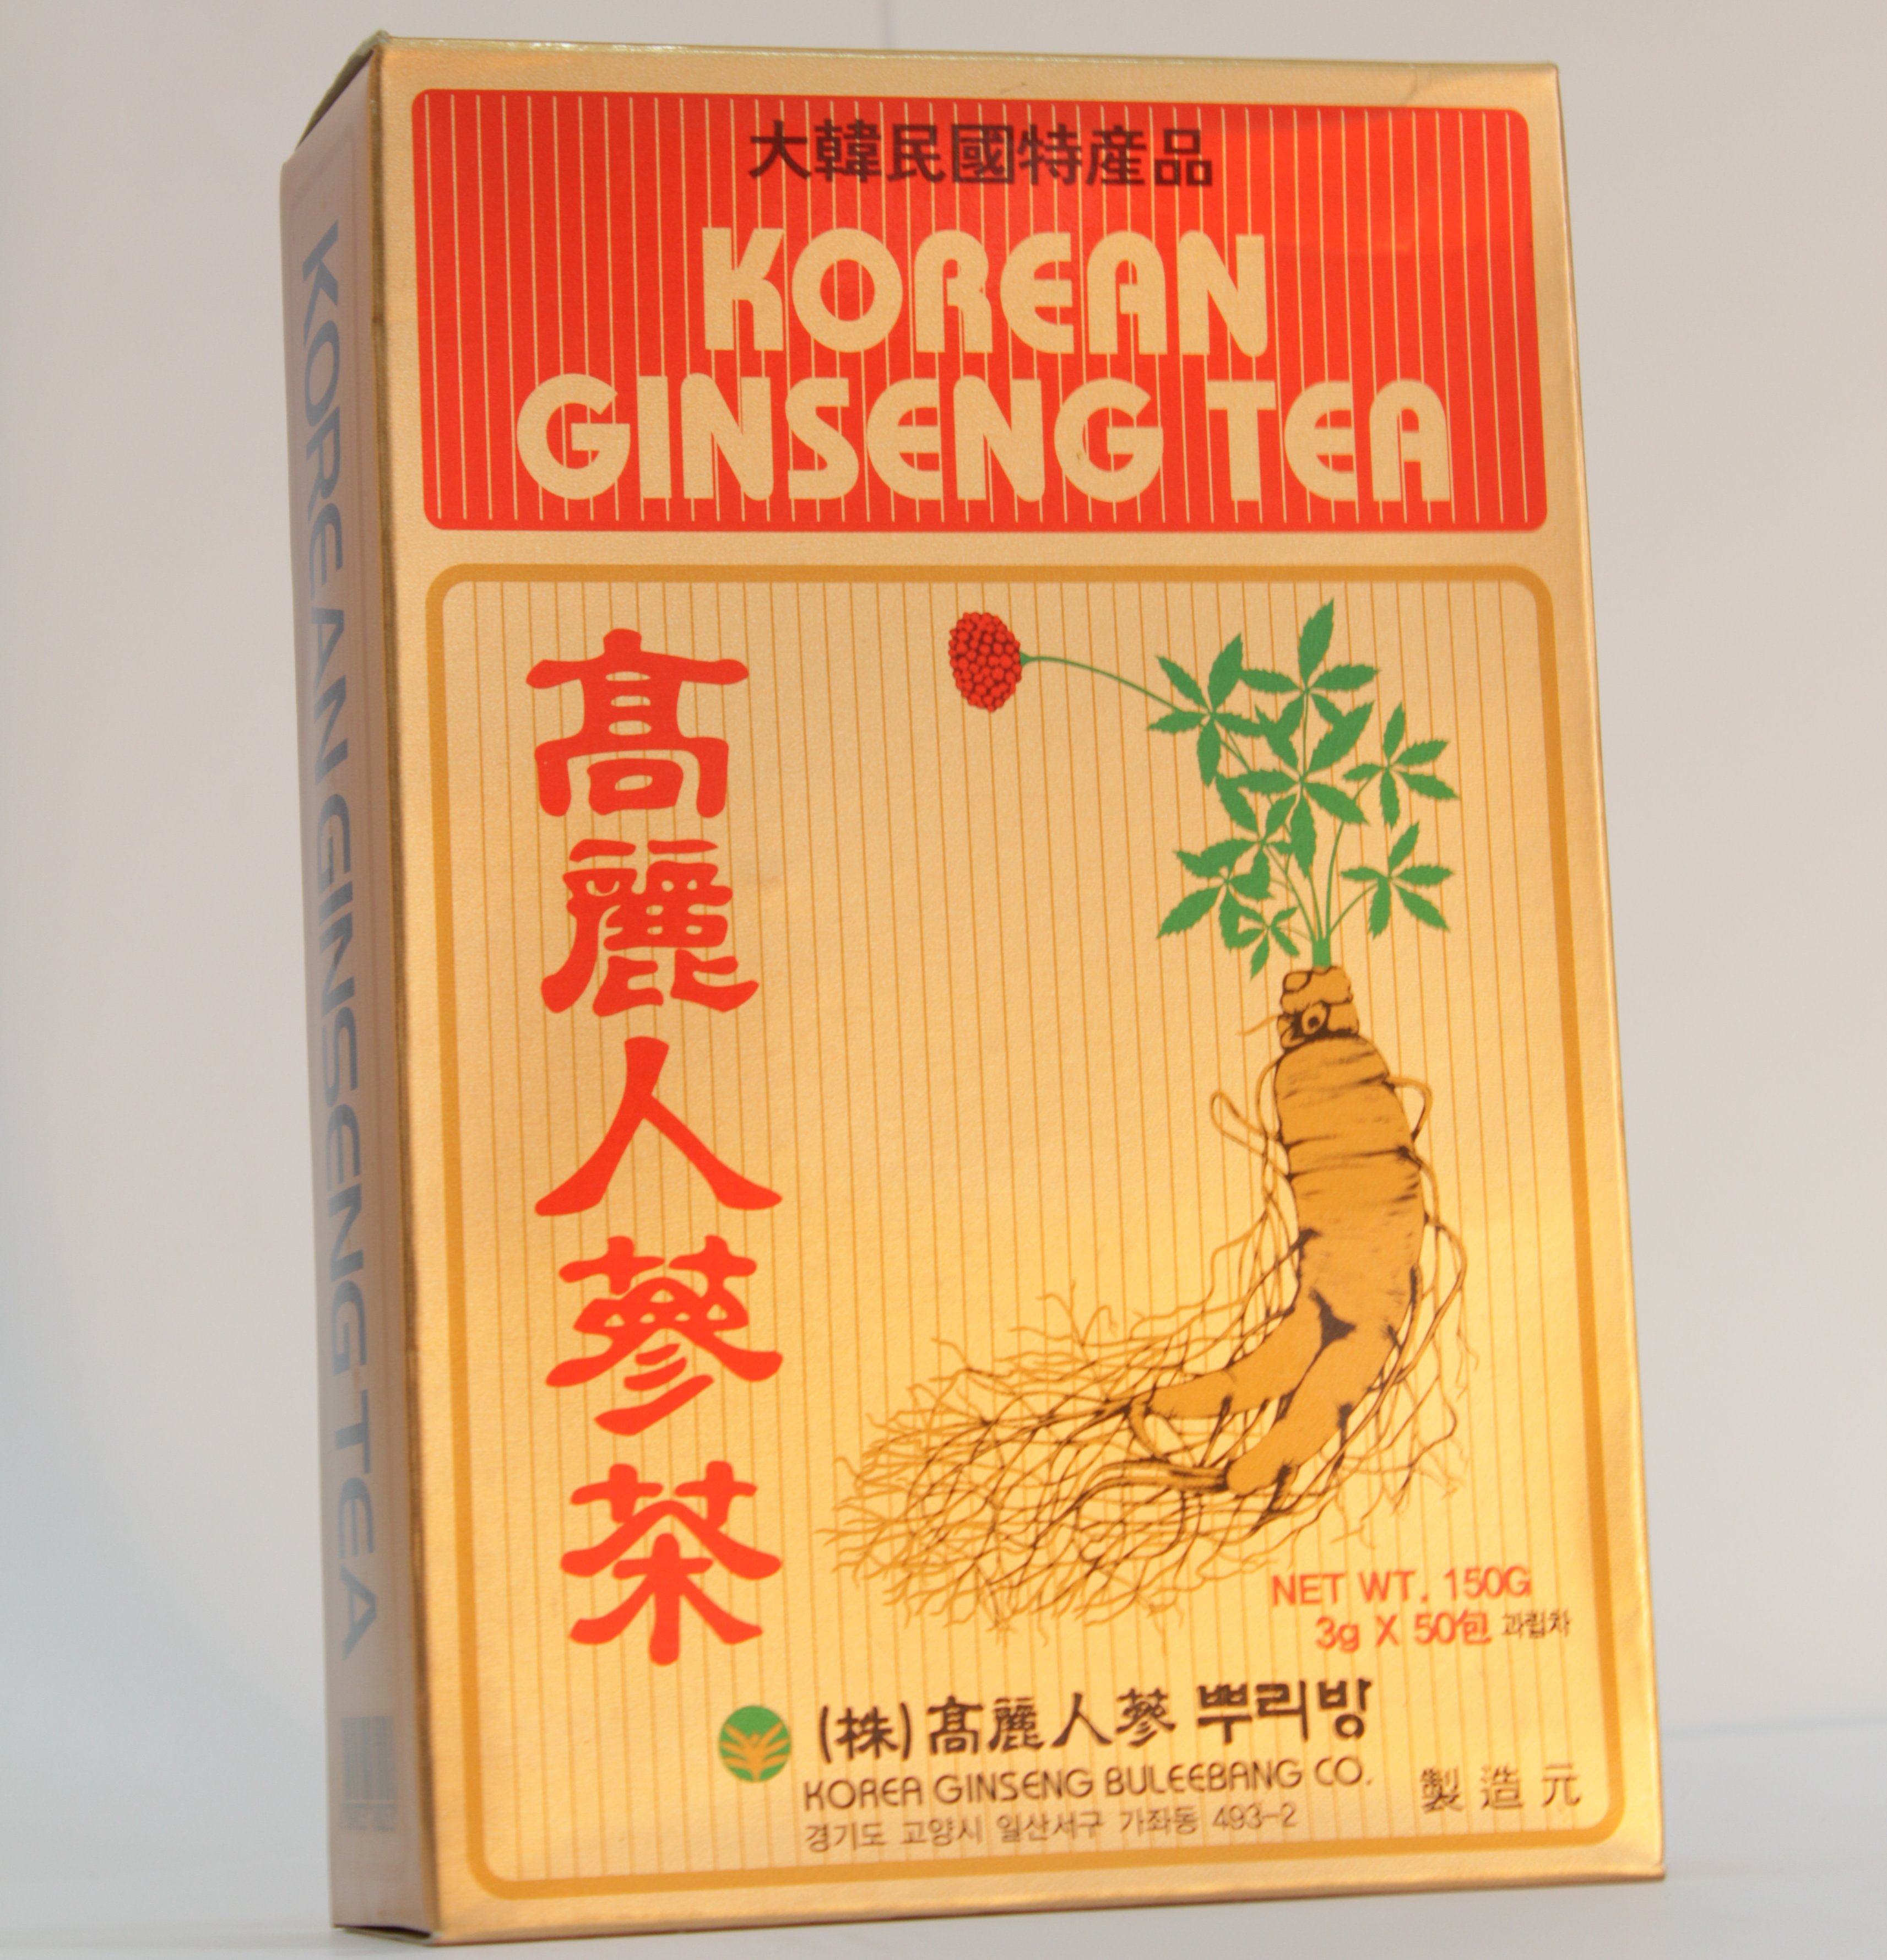 大韓民國特産品
KOREAN
GINSENG TEA
高麗人蔘茶
NET WT. 150G
3g X 50包 과립차
(株)高麗人蔘 뿌리방
KOREA GINSENG BULEEBANG CO.
製造元
경기도 고양시 일산서구 가좌동 493-2
KOREAN GINSENG TEA